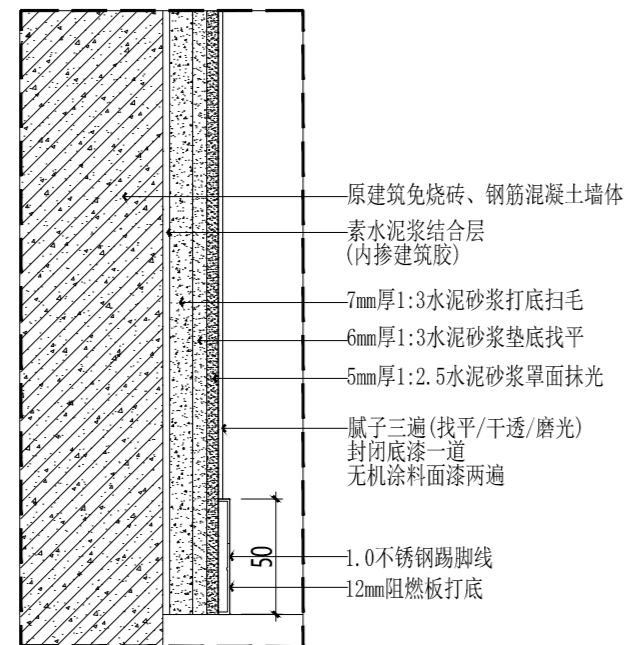 原建筑免烧砖、钢筋混凝土墙体
素水泥浆结合层
(内掺建筑胶)
7mm厚1:3水泥砂浆打底扫毛
6mm厚1:3水泥砂浆垫底找平
5mm厚1:2.5水泥砂浆罩面抹光
腻子三遍(找平/干透/磨光)
封闭底漆一道
无机涂料面漆两遍
50
1.0不锈钢踢脚线
12mm阻燃板打底